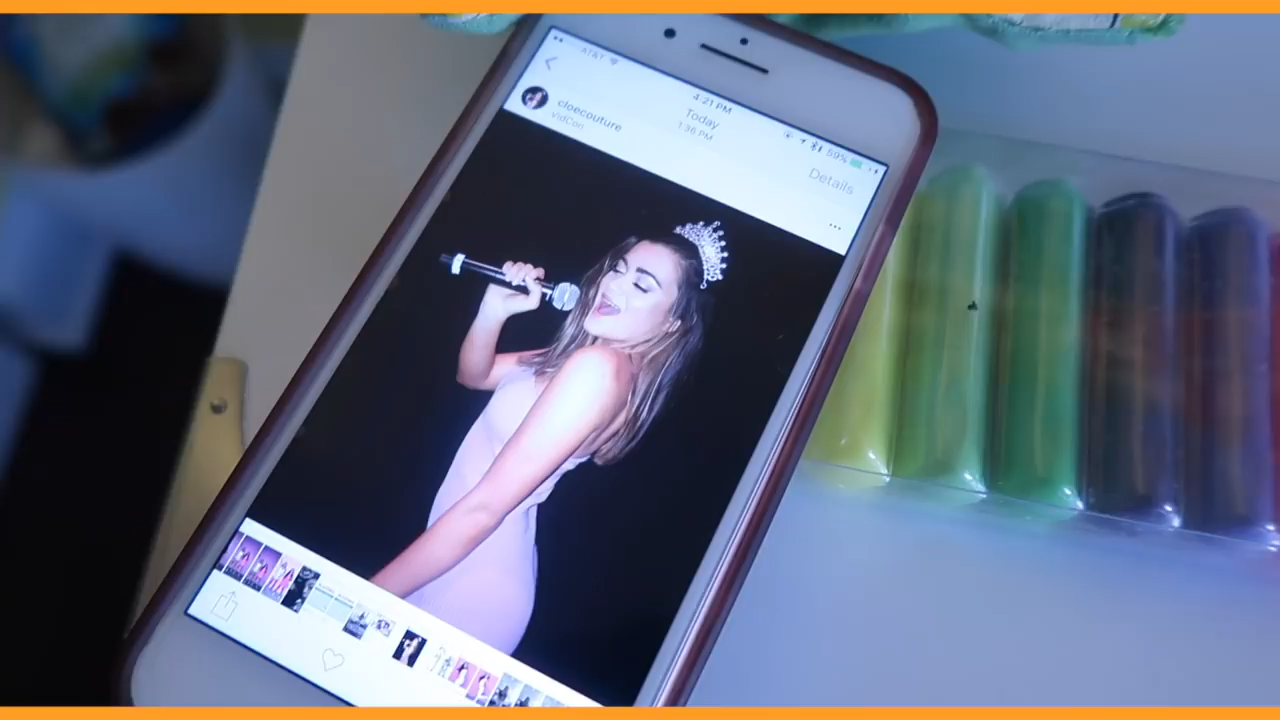 AT&T
4:21 PM
59%
Today
1:36 PM
Details
cloecouture
VidCon